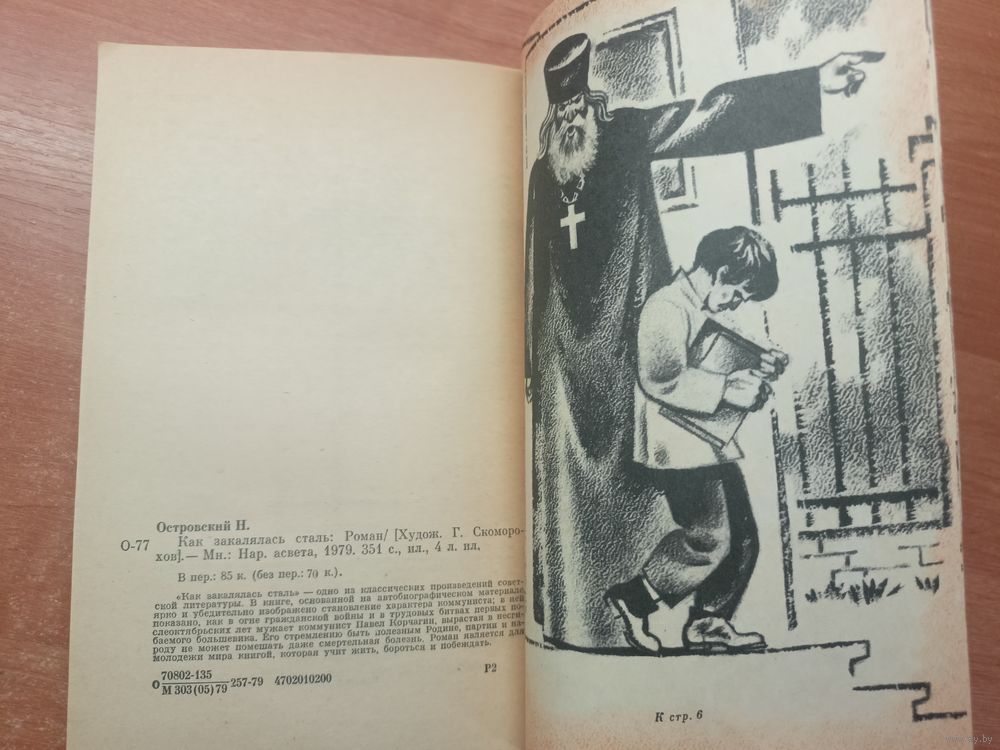 Островский Н.
О-77 Как закалялась сталь: Роман/ [Худож. Г. Скоморо-
хов].— Мн.: Нар. асвета, 1979. 351 с., ил., 4 л. ил.
В пер.: 85 к. (без пер.: 70 к.).
«Как закалялась сталь» — одно из классических произведений совет-
ской литературы. В книге, основанной на автобиографическом материале,
ярко и убедительно изображено становление характера коммуниста; в ней
показано, как в огне гражданской войны и в трудовых битвах первых по-
слеоктябрьских лет мужает коммунист Павел Корчагин, вырастая в несги-
баемого большевика. Его стремлению быть полезным Родине, партии и на-
роду не может помешать даже смертельная болезнь. Роман является для
молодежи мира книгой, которая учит жить, бороться и побеждать.
О 70802-135
М 303(05)79 257-79 4702010200 Р2
К стр. 6